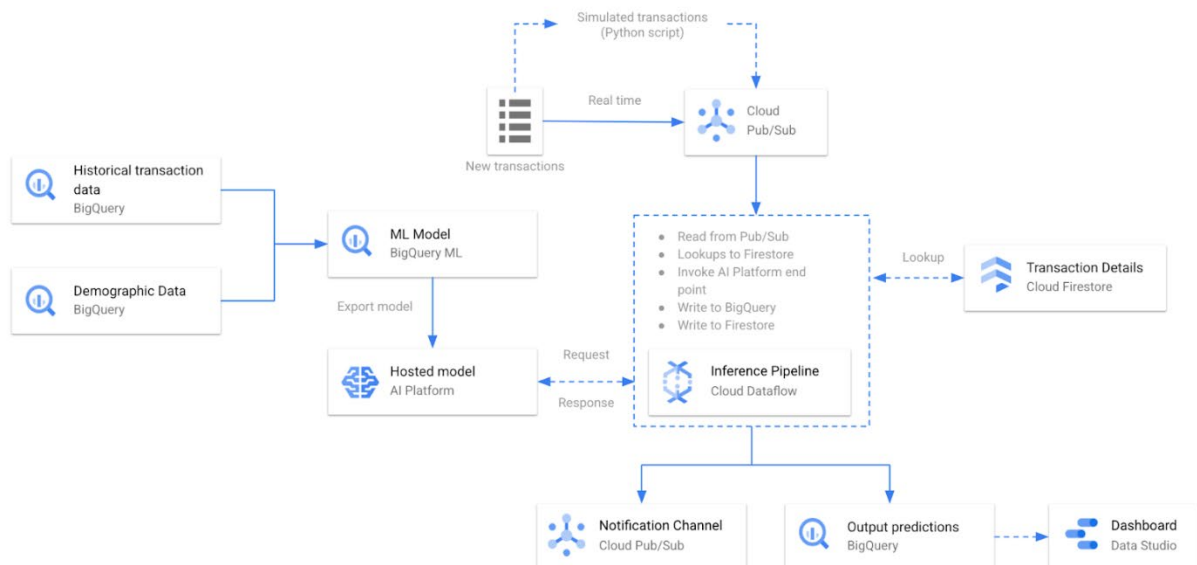 Simulated transactions
(Python script)
Real time
Cloud
Pub/Sub
New transactions
Historical transaction
data
BigQuery
ML Model
BigQuery ML
Demographic Data
BigQuery
Export model
Hosted model
AI Platform
Request
Response
● Read from Pub/Sub
● Lookups to Firestore
● Invoke AI Platform end
point
● Write to BigQuery
● Write to Firestore
Inference Pipeline
Cloud Dataflow
Lookup
Transaction Details
Cloud Firestore
Notification Channel
Cloud Pub/Sub
Output predictions
BigQuery
Dashboard
Data Studio